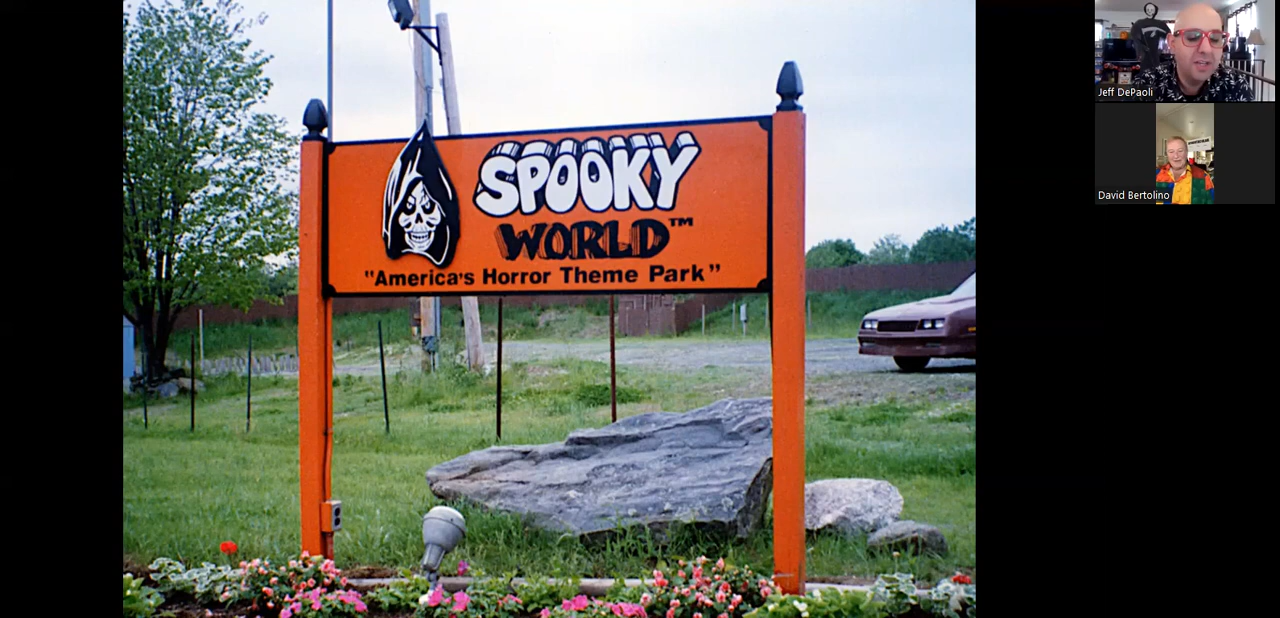 SPOOKY
WORLD™
"America's Horror Theme Park"
Jeff DePaoli
David Bertolino